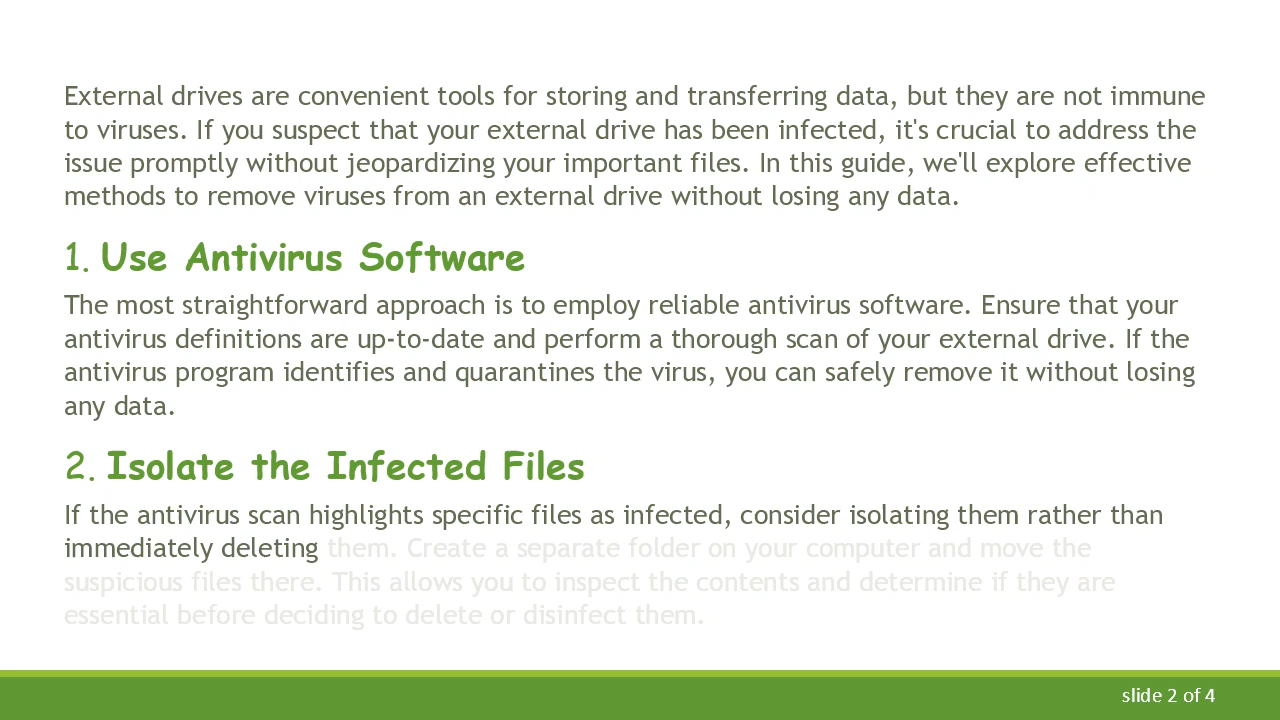 External drives are convenient tools for storing and transferring data, but they are not immune
to viruses. If you suspect that your external drive has been infected, it's crucial to address the
issue promptly without jeopardizing your important files. In this guide, we'll explore effective
methods to remove viruses from an external drive without losing any data.
1. Use Antivirus Software
The most straightforward approach is to employ reliable antivirus software. Ensure that your
antivirus definitions are up-to-date and perform a thorough scan of your external drive. If the
antivirus program identifies and quarantines the virus, you can safely remove it without losing
any data.
2. Isolate the Infected Files
If the antivirus scan highlights specific files as infected, consider isolating them rather than
immediately deleting them. Create a separate folder on your computer and move the
suspicious files there. This allows you to inspect the contents and determine if they are
essential before deciding to delete or disinfect them.
slide 2 of 4